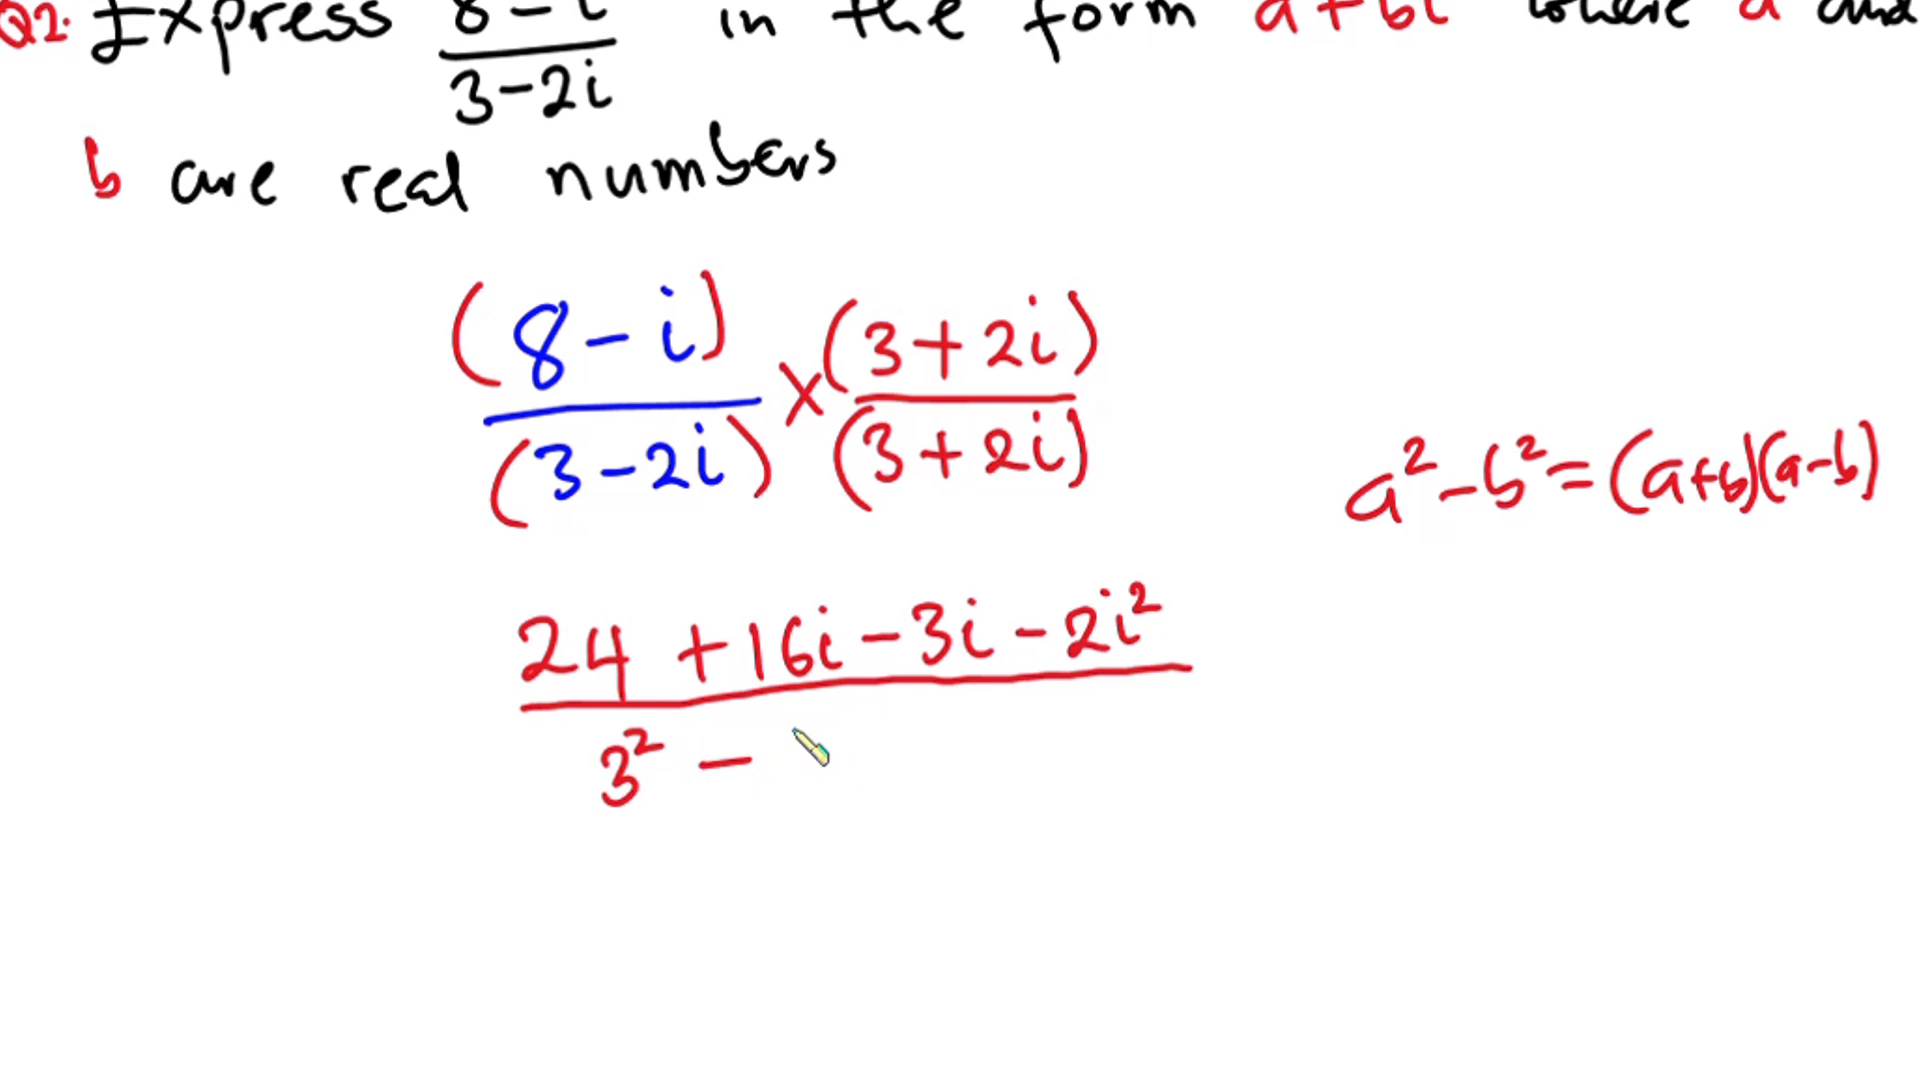 Q2. Express 8-i/3-2i in the form a+bi where a and
b are real numbers
(8-i)/(3-2i) × (3+2i)/(3+2i)
a²-b²=(a+b)(a-b)
24 +16i-3i-2i²
3² -